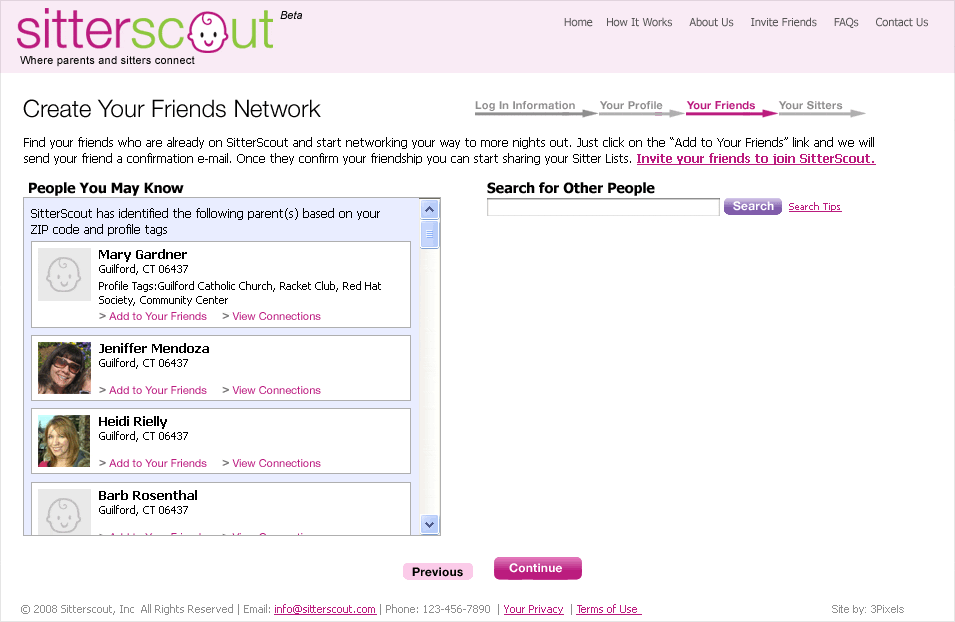 sitterscout Beta
Where parents and sitters connect
Home How It Works About Us Invite Friends FAQs Contact Us
Create Your Friends Network
Log In Information Your Profile Your Friends Your Sitters
Find your friends who are already on SitterScout and start networking your way to more nights out. Just click on the “Add to Your Friends” link and we will
send your friend a confirmation e-mail. Once they confirm your friendship you can start sharing your Sitter Lists. Invite your friends to join SitterScout.
People You May Know
SitterScout has identified the following parent(s) based on your
ZIP code and profile tags
Mary Gardner
Guilford, CT 06437
Profile Tags:Guilford Catholic Church, Racket Club, Red Hat
Society, Community Center
> Add to Your Friends > View Connections
Jeniffer Mendoza
Guilford, CT 06437
> Add to Your Friends > View Connections
Heidi Rielly
Guilford, CT 06437
> Add to Your Friends > View Connections
Barb Rosenthal
Guilford, CT 06437
Search for Other People
Search Search Tips
Previous Continue
© 2008 Sitterscout, Inc All Rights Reserved | Email: info@sitterscout.com | Phone: 123-456-7890 | Your Privacy | Terms of Use
Site by: 3Pixels